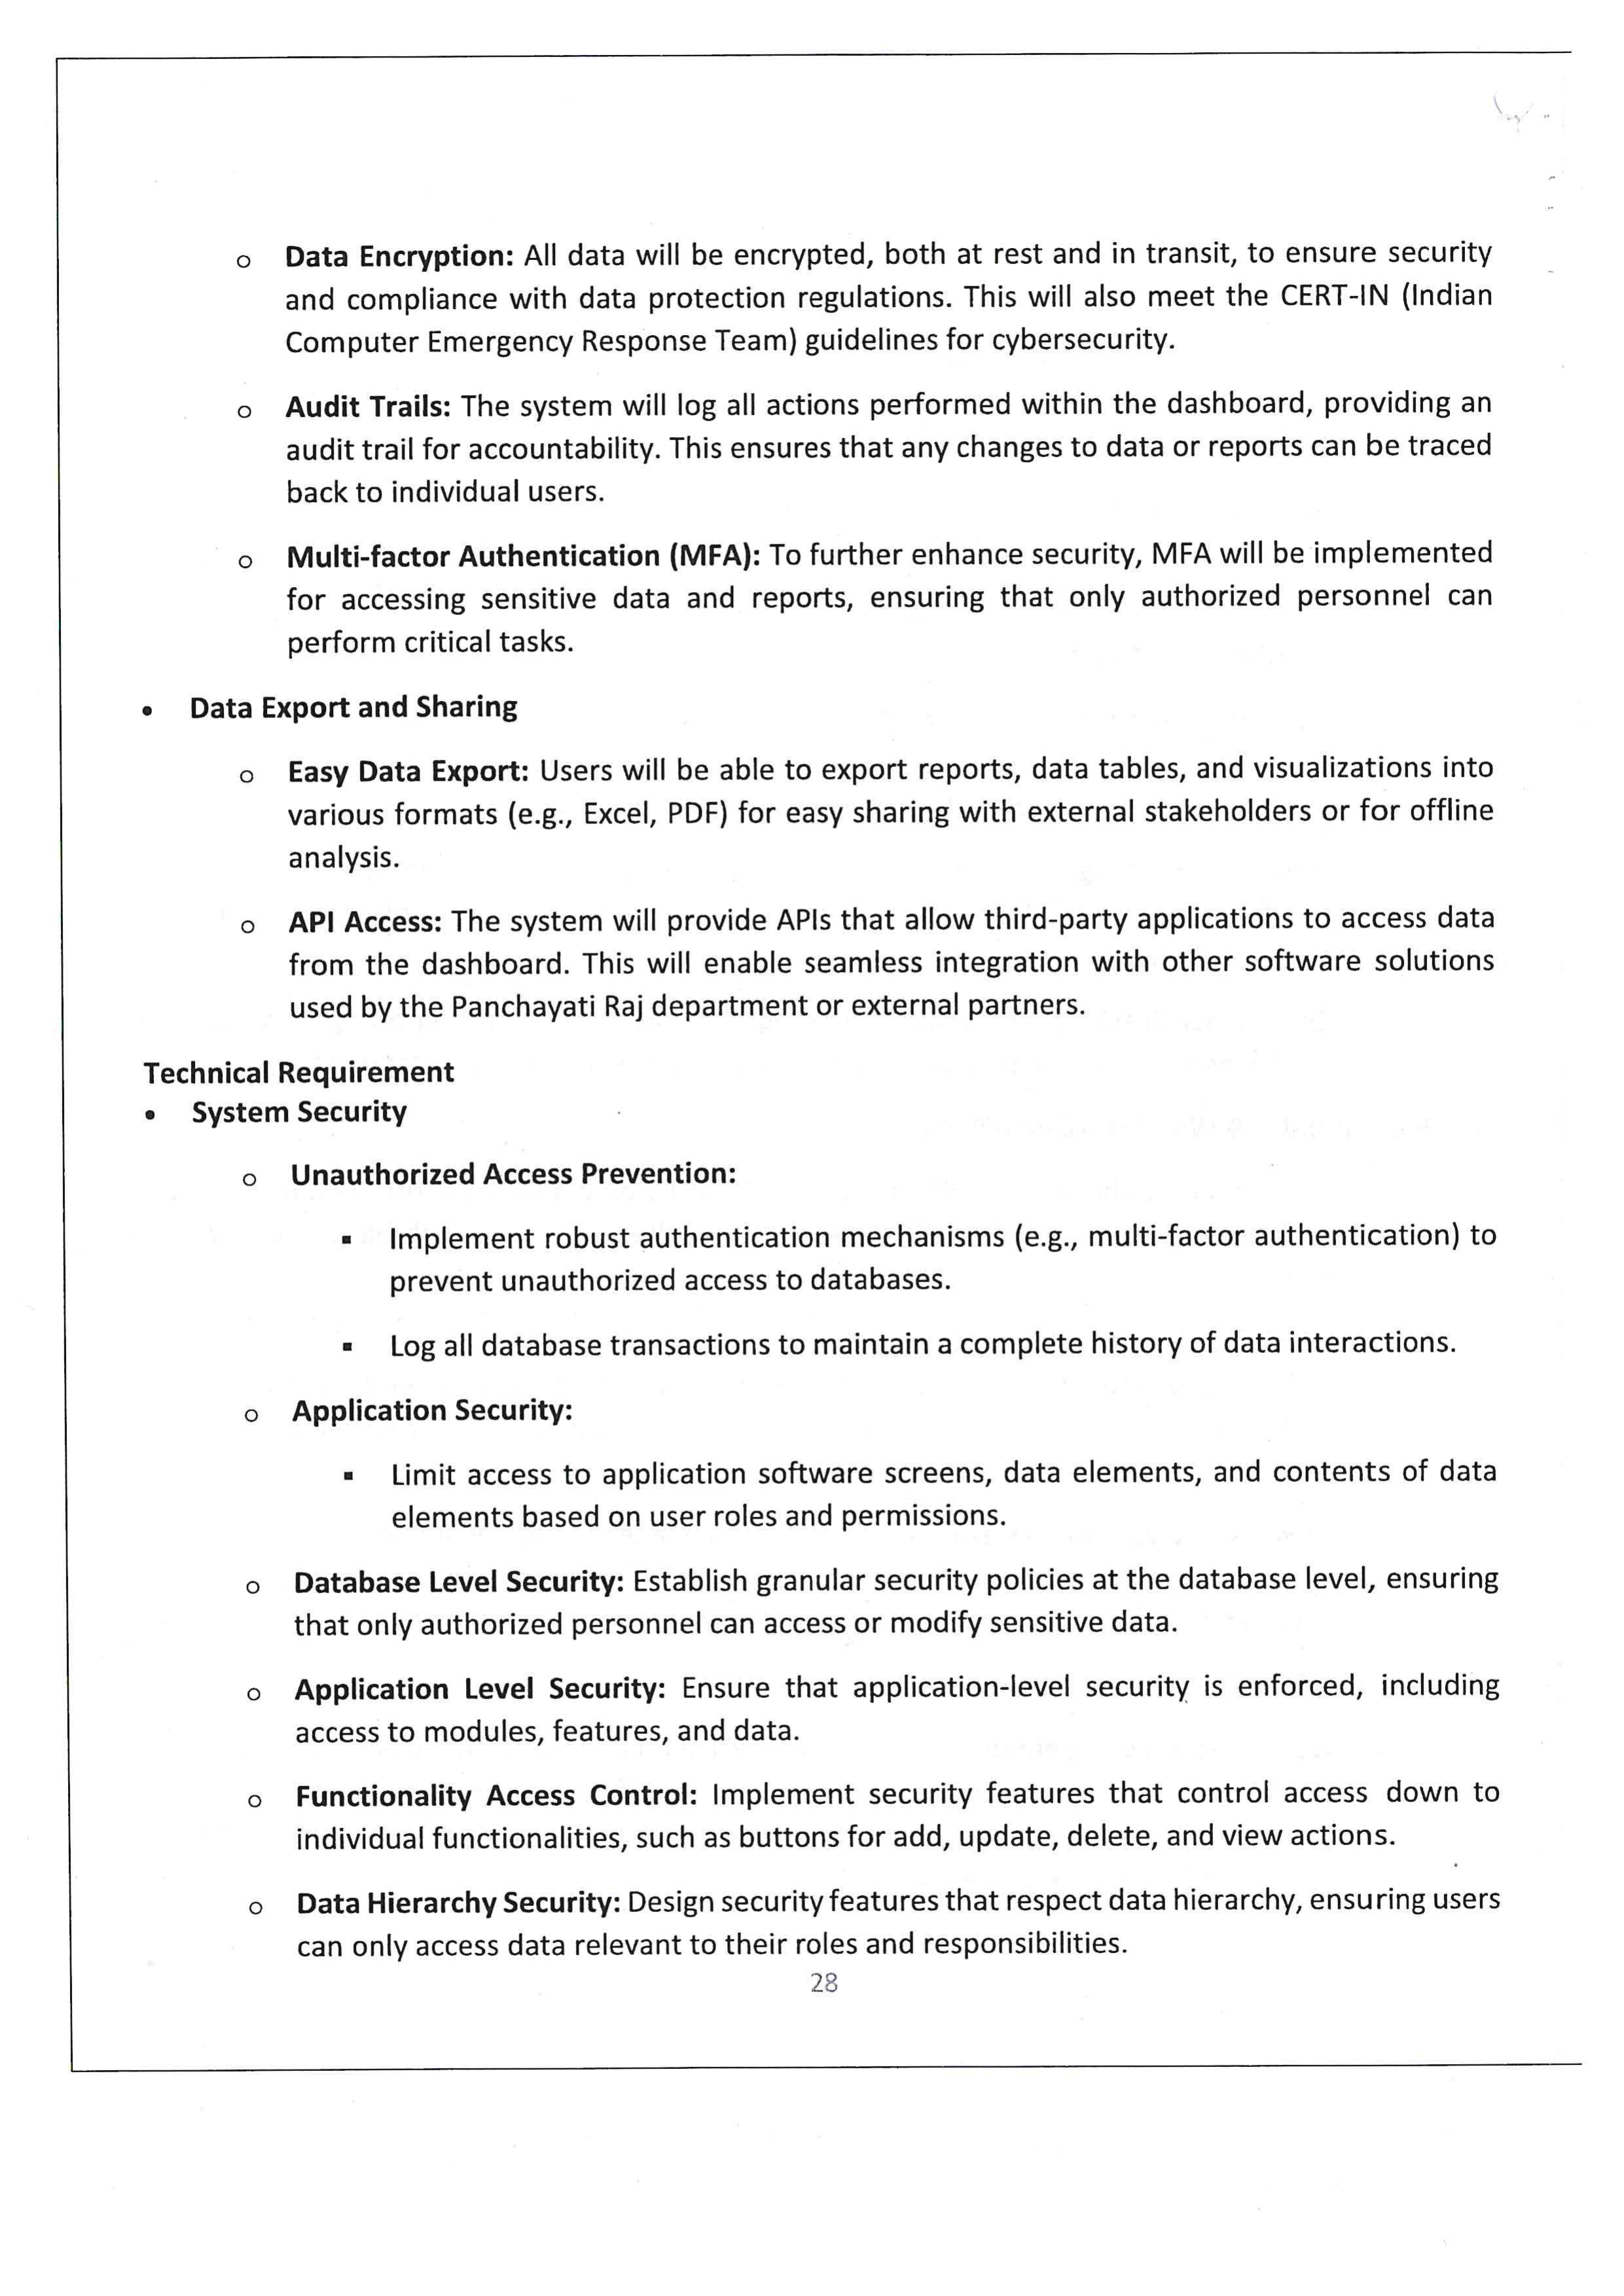 o Data Encryption: All data will be encrypted, both at rest and in transit, to ensure security
and compliance with data protection regulations. This will also meet the CERT-IN (Indian
Computer Emergency Response Team) guidelines for cybersecurity.
o Audit Trails: The system will log all actions performed within the dashboard, providing an
audit trail for accountability. This ensures that any changes to data or reports can be traced
back to individual users.
o Multi-factor Authentication (MFA): To further enhance security, MFA will be implemented
for accessing sensitive data and reports, ensuring that only authorized personnel can
perform critical tasks.
• Data Export and Sharing
o Easy Data Export: Users will be able to export reports, data tables, and visualizations into
various formats (e.g., Excel, PDF) for easy sharing with external stakeholders or for offline
analysis.
o API Access: The system will provide APIs that allow third-party applications to access data
from the dashboard. This will enable seamless integration with other software solutions
used by the Panchayati Raj department or external partners.
Technical Requirement
• System Security
o Unauthorized Access Prevention:
▪ Implement robust authentication mechanisms (e.g., multi-factor authentication) to
prevent unauthorized access to databases.
▪ Log all database transactions to maintain a complete history of data interactions.
o Application Security:
▪ Limit access to application software screens, data elements, and contents of data
elements based on user roles and permissions.
o Database Level Security: Establish granular security policies at the database level, ensuring
that only authorized personnel can access or modify sensitive data.
o Application Level Security: Ensure that application-level security is enforced, including
access to modules, features, and data.
o Functionality Access Control: Implement security features that control access down to
individual functionalities, such as buttons for add, update, delete, and view actions.
o Data Hierarchy Security: Design security features that respect data hierarchy, ensuring users
can only access data relevant to their roles and responsibilities.
28